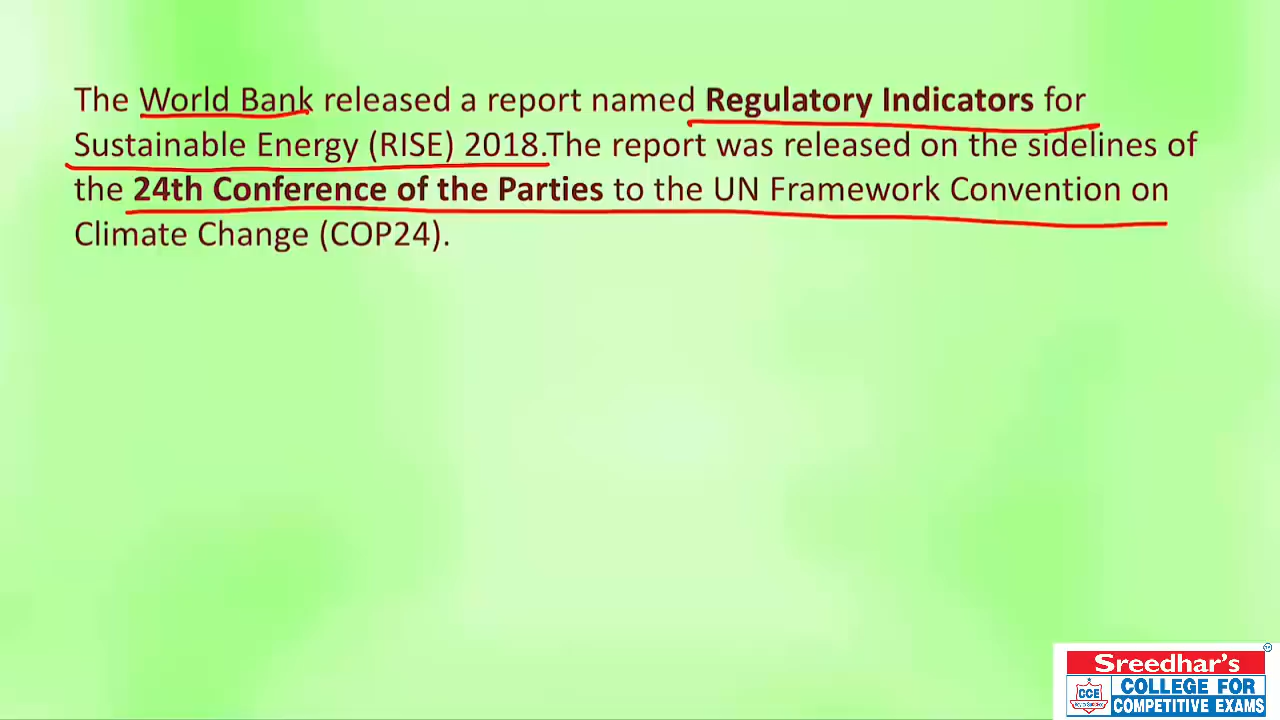 The World Bank released a report named Regulatory Indicators for
Sustainable Energy (RISE) 2018.The report was released on the sidelines of
the 24th Conference of the Parties to the UN Framework Convention on
Climate Change (COP24).
Sreedhar's
CCE
COLLEGE FOR
COMPETITIVE EXAMS